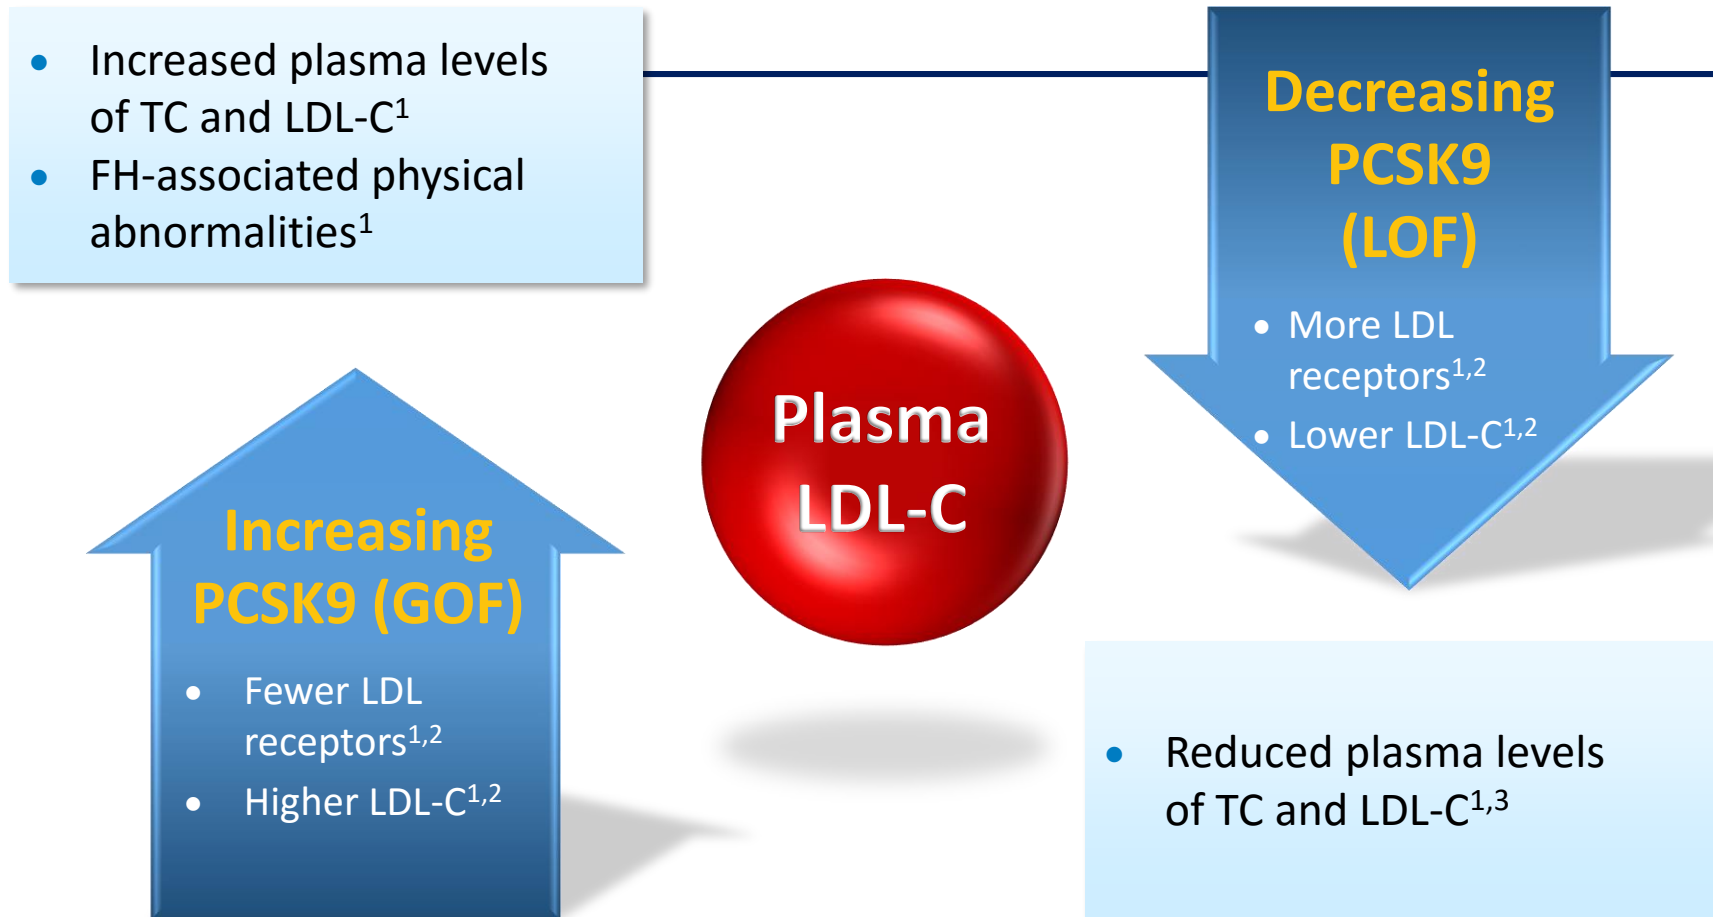 • Increased plasma levels
of TC and LDL-C¹
• FH-associated physical
abnormalities¹
Increasing
PCSK9 (GOF)
• Fewer LDL
receptors¹,²
• Higher LDL-C¹,²
Plasma
LDL-C
Decreasing
PCSK9
(LOF)
• More LDL
receptors¹,²
• Lower LDL-C¹,²
• Reduced plasma levels
of TC and LDL-C¹,³